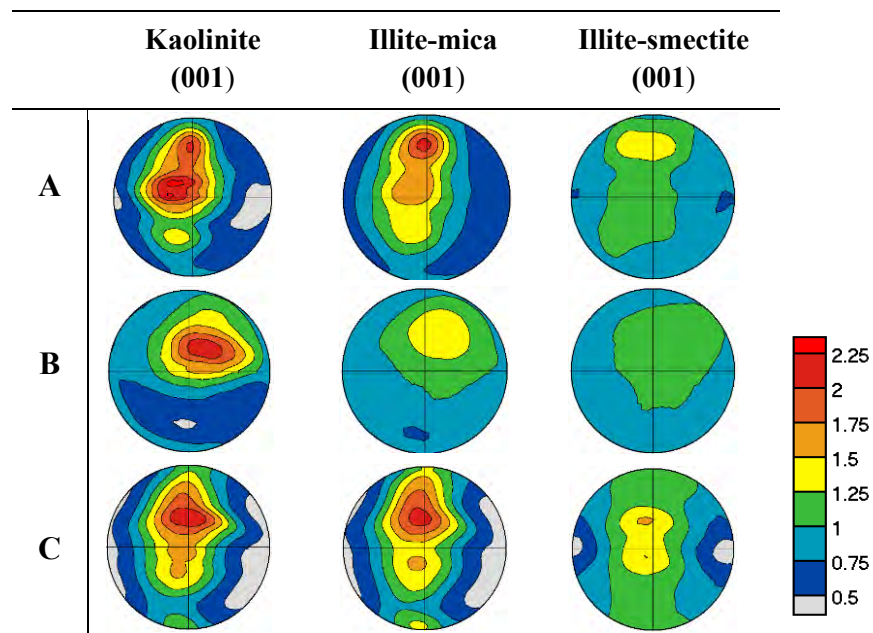 Kaolinite (001) Illite-mica (001) Illite-smectite (001)
A
B
C
2.25
2
1.75
1.5
1.25
1
0.75
0.5